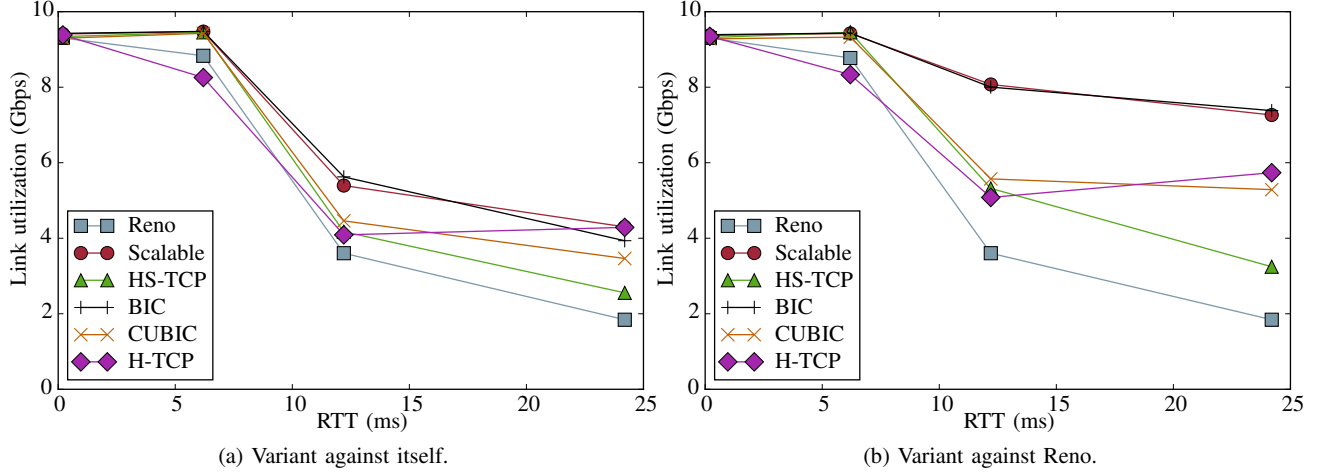 10
8
6
4
2
0
Link utilization (Gbps)
Reno
Scalable
HS-TCP
BIC
CUBIC
H-TCP
0 5 10 15 20 25
RTT (ms)
(a) Variant against itself.
10
8
6
4
2
0
Link utilization (Gbps)
Reno
Scalable
HS-TCP
BIC
CUBIC
H-TCP
0 5 10 15 20 25
RTT (ms)
(b) Variant against Reno.